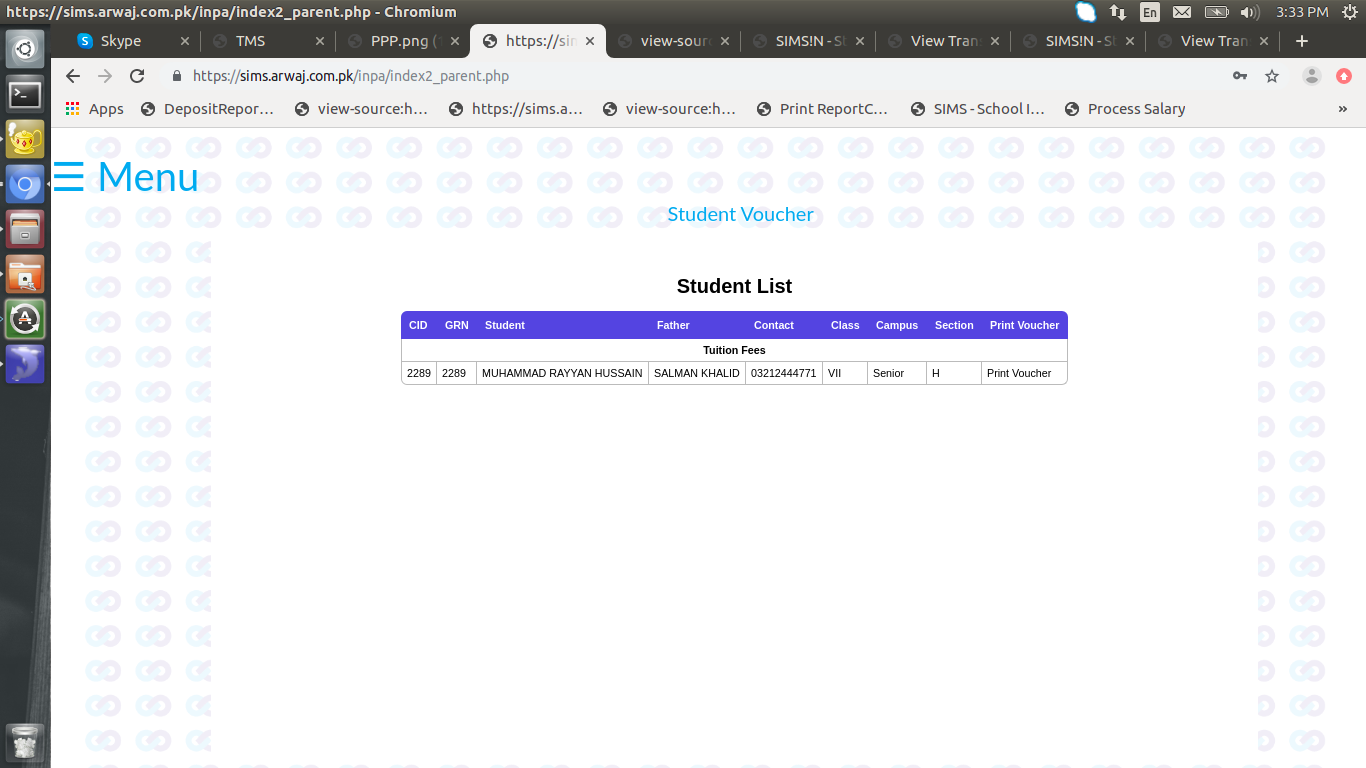 https://sims.arwaj.com.pk/inpa/index2_parent.php - Chromium
En
3:33 PM
Skype
TMS
PPP.png (
https://sim
view-sour
SIMS!N - S
View Tran
SIMS!N - S
View Tran
https://sims.arwaj.com.pk/inpa/index2_parent.php
Apps
DepositRepor...
view-source:h...
https://sims.a...
view-source:h...
Print ReportC...
SIMS - School I...
Process Salary
»
☰ Menu
Student Voucher
Student List
CID GRN Student Father Contact Class Campus Section Print Voucher
Tuition Fees
2289 2289 MUHAMMAD RAYYAN HUSSAIN SALMAN KHALID 03212444771 VII Senior H Print Voucher